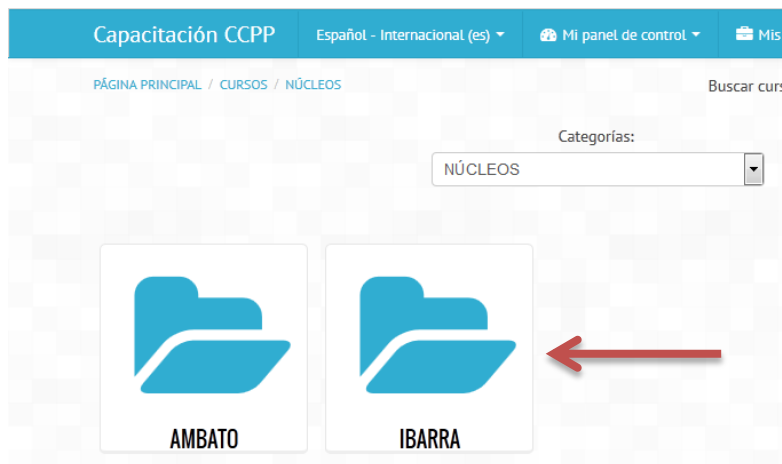 Capacitación CCPP Español - Internacional (es) Mi panel de control Mis
PÁGINA PRINCIPAL / CURSOS / NÚCLEOS
Buscar curs
Categorías:
NÚCLEOS
AMBATO
IBARRA